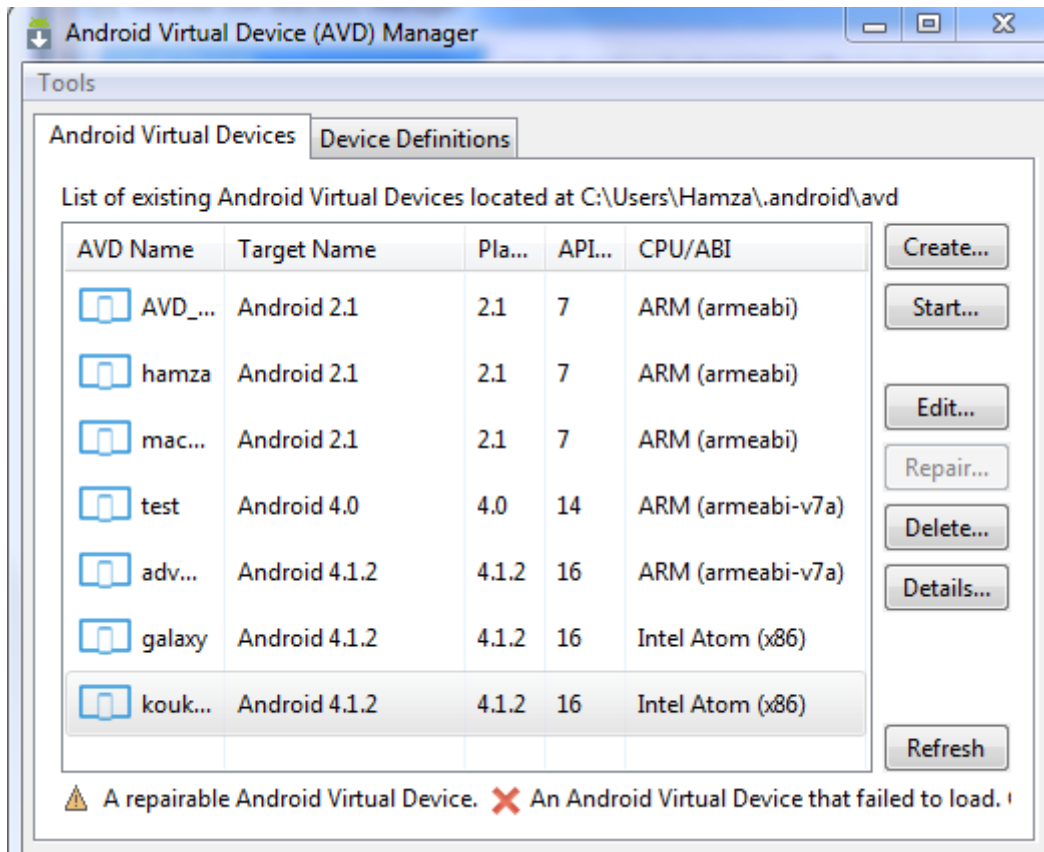 Android Virtual Device (AVD) Manager
Tools
Android Virtual Devices Device Definitions
List of existing Android Virtual Devices located at C:\Users\Hamza\.android\avd
AVD Name Target Name Pla... API... CPU/ABI Create...
AVD_... Android 2.1 2.1 7 ARM (armeabi) Start...
hamza Android 2.1 2.1 7 ARM (armeabi)
Edit...
mac... Android 2.1 2.1 7 ARM (armeabi)
Repair...
test Android 4.0 4.0 14 ARM (armeabi-v7a)
Delete...
adv... Android 4.1.2 4.1.2 16 ARM (armeabi-v7a)
Details...
galaxy Android 4.1.2 4.1.2 16 Intel Atom (x86)
kouk... Android 4.1.2 4.1.2 16 Intel Atom (x86)
Refresh
A repairable Android Virtual Device. An Android Virtual Device that failed to load.